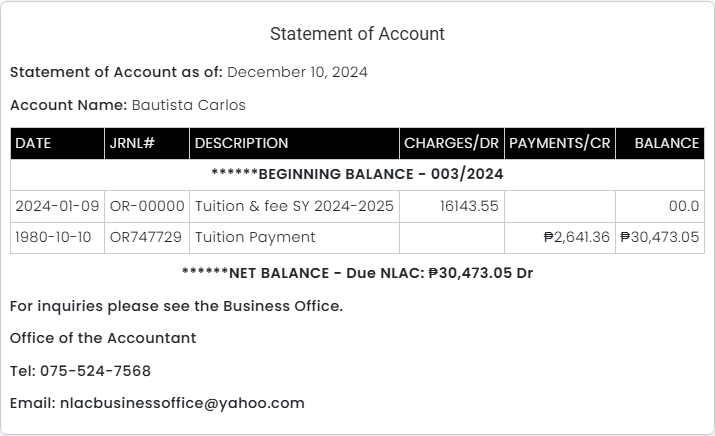 Statement of Account
Statement of Account as of: December 10, 2024
Account Name: Bautista Carlos
DATE JRNL# DESCRIPTION CHARGES/DR PAYMENTS/CR BALANCE
******BEGINNING BALANCE - 003/2024
2024-01-09 OR-00000 Tuition & fee SY 2024-2025 16143.55 00.0
1980-10-10 OR747729 Tuition Payment ₱2,641.36 ₱30,473.05
******NET BALANCE - Due NLAC: ₱30,473.05 Dr
For inquiries please see the Business Office.
Office of the Accountant
Tel: 075-524-7568
Email: nlacbusinessoffice@yahoo.com